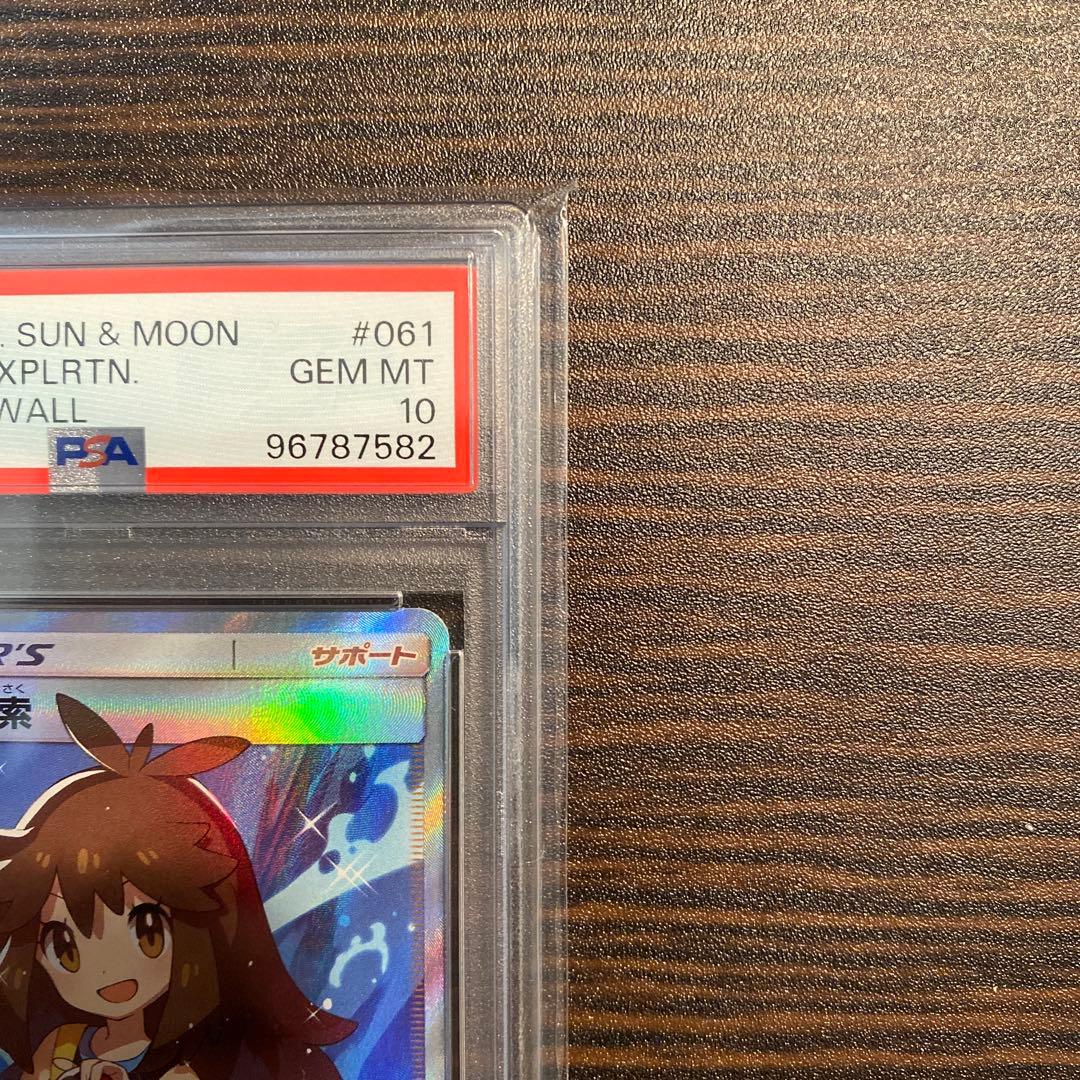 . SUN & MOON #061
XPLRTN. GEM MT
WALL 10
PSA 96787582
R'S サポート
さく
索